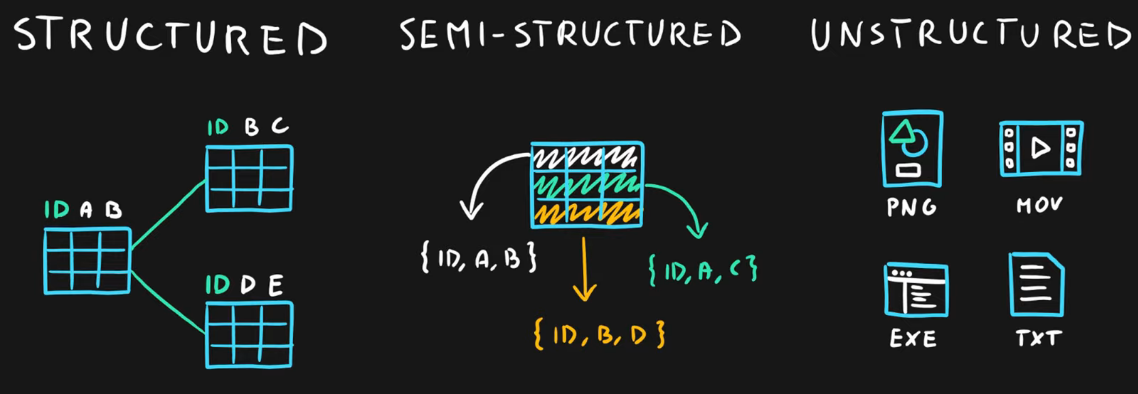 STRUCTURED
ID A B
ID B C
ID D E
SEMI-STRUCTURED
{ID, A, B}
{ID, A, C}
{ID, B, D}
UNSTRUCTURED
PNG
MOV
EXE
TXT